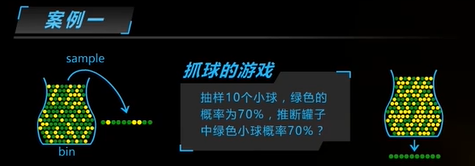 案例一
sample
bin
抓球的游戏
抽样10个小球，绿色的
概率为70%，推断罐子
中绿色小球概率70%？